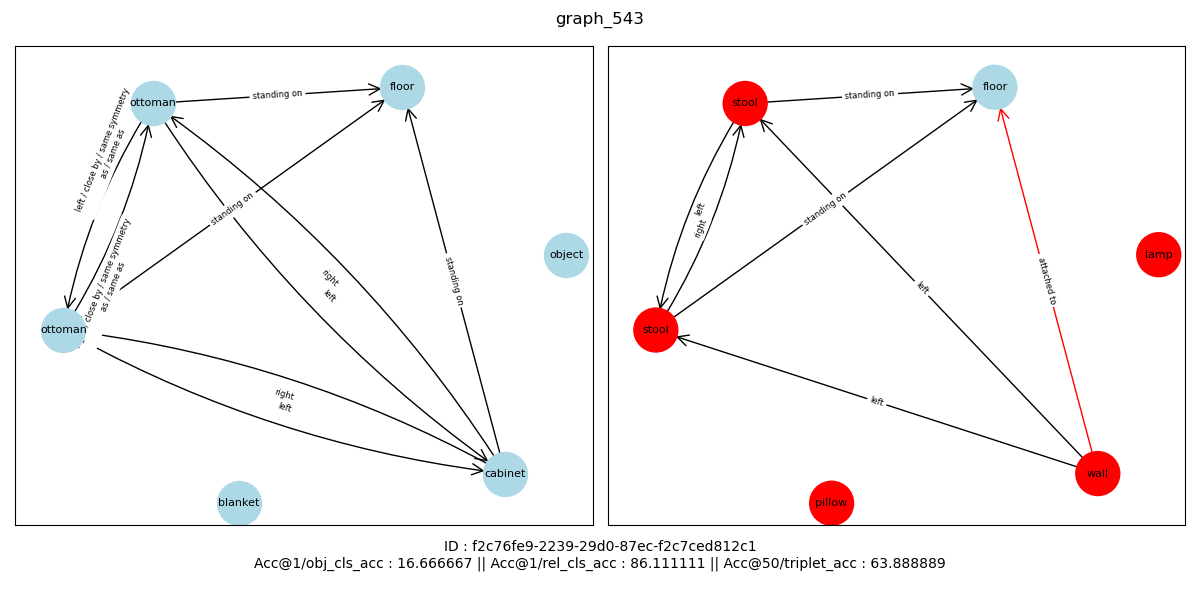 graph_543
ottoman
standing on
floor
left / close by / same symmetry
as / same as
standing on
close by / same symmetry
as / same as
object
ottoman
right
left
standing on
right
left
cabinet
blanket
stool
standing on
floor
left
right
standing on
lamp
stool
left
attached to
left
wall
pillow
ID : f2c76fe9-2239-29d0-87ec-f2c7ced812c1
Acc@1/obj_cls_acc : 16.666667 || Acc@1/rel_cls_acc : 86.111111 || Acc@50/triplet_acc : 63.888889